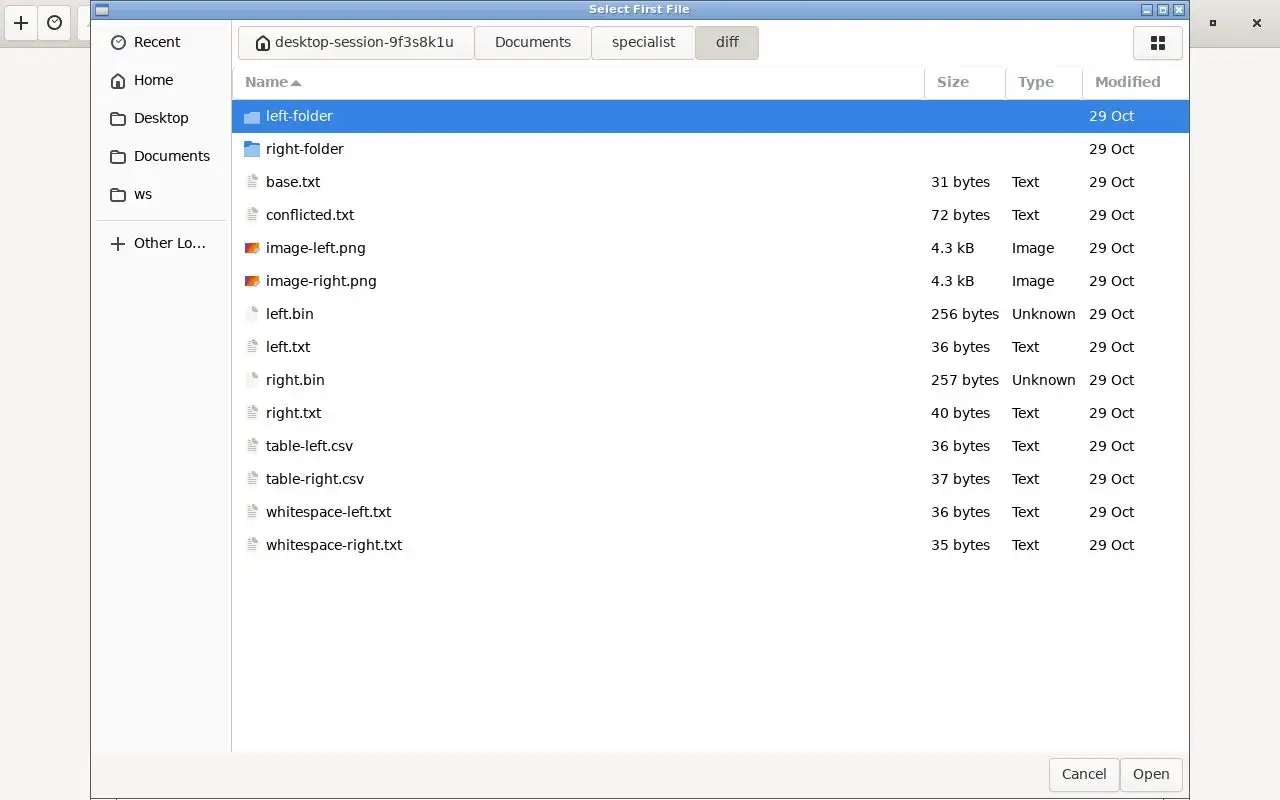 Select First File
Recent
Home
Desktop
Documents
ws
Other Lo...
desktop-session-9f3s8k1u Documents specialist diff
Name Size Type Modified
left-folder 29 Oct
right-folder 29 Oct
base.txt 31 bytes Text 29 Oct
conflicted.txt 72 bytes Text 29 Oct
image-left.png 4.3 kB Image 29 Oct
image-right.png 4.3 kB Image 29 Oct
left.bin 256 bytes Unknown 29 Oct
left.txt 36 bytes Text 29 Oct
right.bin 257 bytes Unknown 29 Oct
right.txt 40 bytes Text 29 Oct
table-left.csv 36 bytes Text 29 Oct
table-right.csv 37 bytes Text 29 Oct
whitespace-left.txt 36 bytes Text 29 Oct
whitespace-right.txt 35 bytes Text 29 Oct
Cancel Open